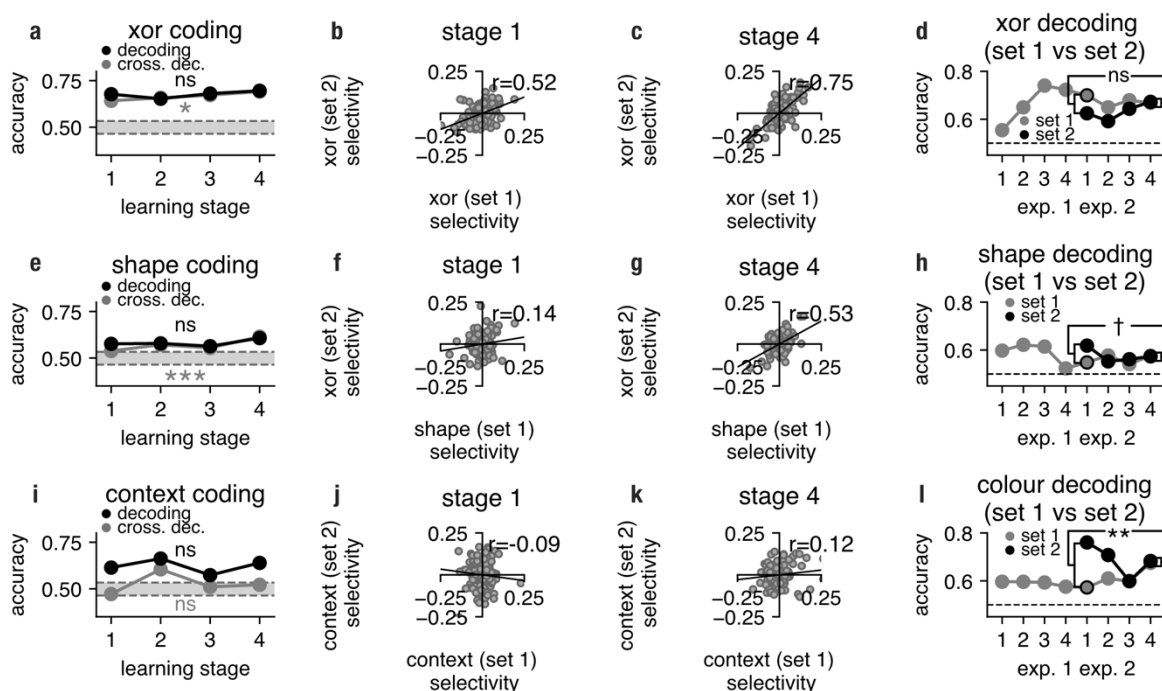 a
xor coding
decoding
cross. dec.
ns
*
0.75
0.50
accuracy
1 2 3 4
learning stage
b
stage 1
0.25
r=0.52
−0.25
0.25
−0.25
xor (set 2)
selectivity
xor (set 1)
selectivity
c
stage 4
0.25
r=0.75
−0.25
0.25
−0.25
xor (set 2)
selectivity
xor (set 1)
selectivity
d
xor decoding
(set 1 vs set 2)
ns
0.8
0.6
accuracy
set 1
set 2
1 2 3 4 1 2 3 4
exp. 1 exp. 2
e
shape coding
decoding
cross. dec.
ns
***
0.75
0.50
accuracy
1 2 3 4
learning stage
f
stage 1
0.25
r=0.14
−0.25
0.25
−0.25
xor (set 2)
selectivity
shape (set 1)
selectivity
g
stage 4
0.25
r=0.53
−0.25
0.25
−0.25
xor (set 2)
selectivity
shape (set 1)
selectivity
h
shape decoding
(set 1 vs set 2)
set 1
set 2
†
0.8
0.6
accuracy
1 2 3 4 1 2 3 4
exp. 1 exp. 2
i
context coding
decoding
cross. dec.
ns
ns
0.75
0.50
accuracy
1 2 3 4
learning stage
j
stage 1
0.25
r=-0.09
−0.25
0.25
−0.25
context (set 2)
selectivity
context (set 1)
selectivity
k
stage 4
0.25
r=0.12
−0.25
0.25
−0.25
context (set 2)
selectivity
context (set 1)
selectivity
l
colour decoding
(set 1 vs set 2)
set 1
set 2
**
0.8
0.6
accuracy
1 2 3 4 1 2 3 4
exp. 1 exp. 2